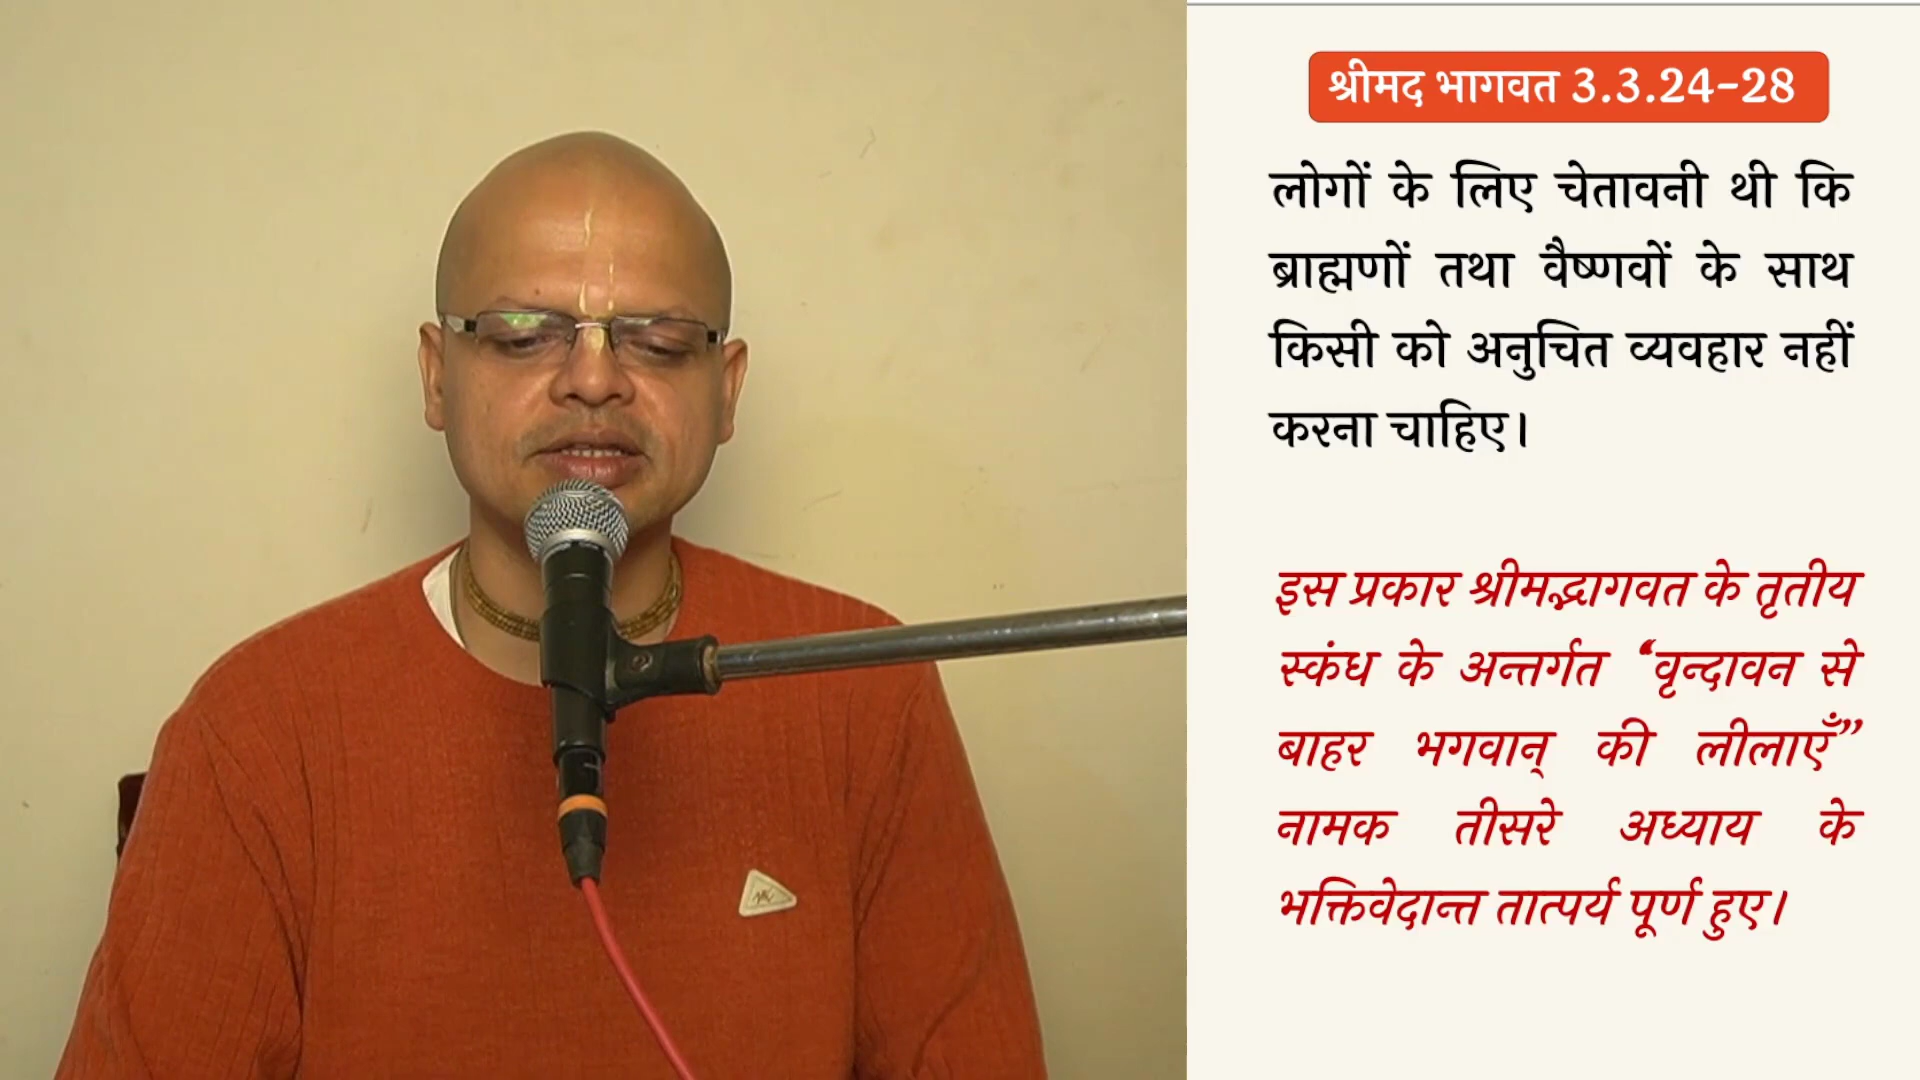 श्रीमद भागवत 3.3.24-28
लोगों के लिए चेतावनी थी कि
ब्राह्मणों तथा वैष्णवों के साथ
किसी को अनुचित व्यवहार नहीं
करना चाहिए।
इस प्रकार श्रीमद्भागवत के तृतीय
स्कंध के अन्तर्गत “वृन्दावन से
बाहर भगवान् की लीलाएँ”
नामक तीसरे अध्याय के
भक्तिवेदान्त तात्पर्य पूर्ण हुए।